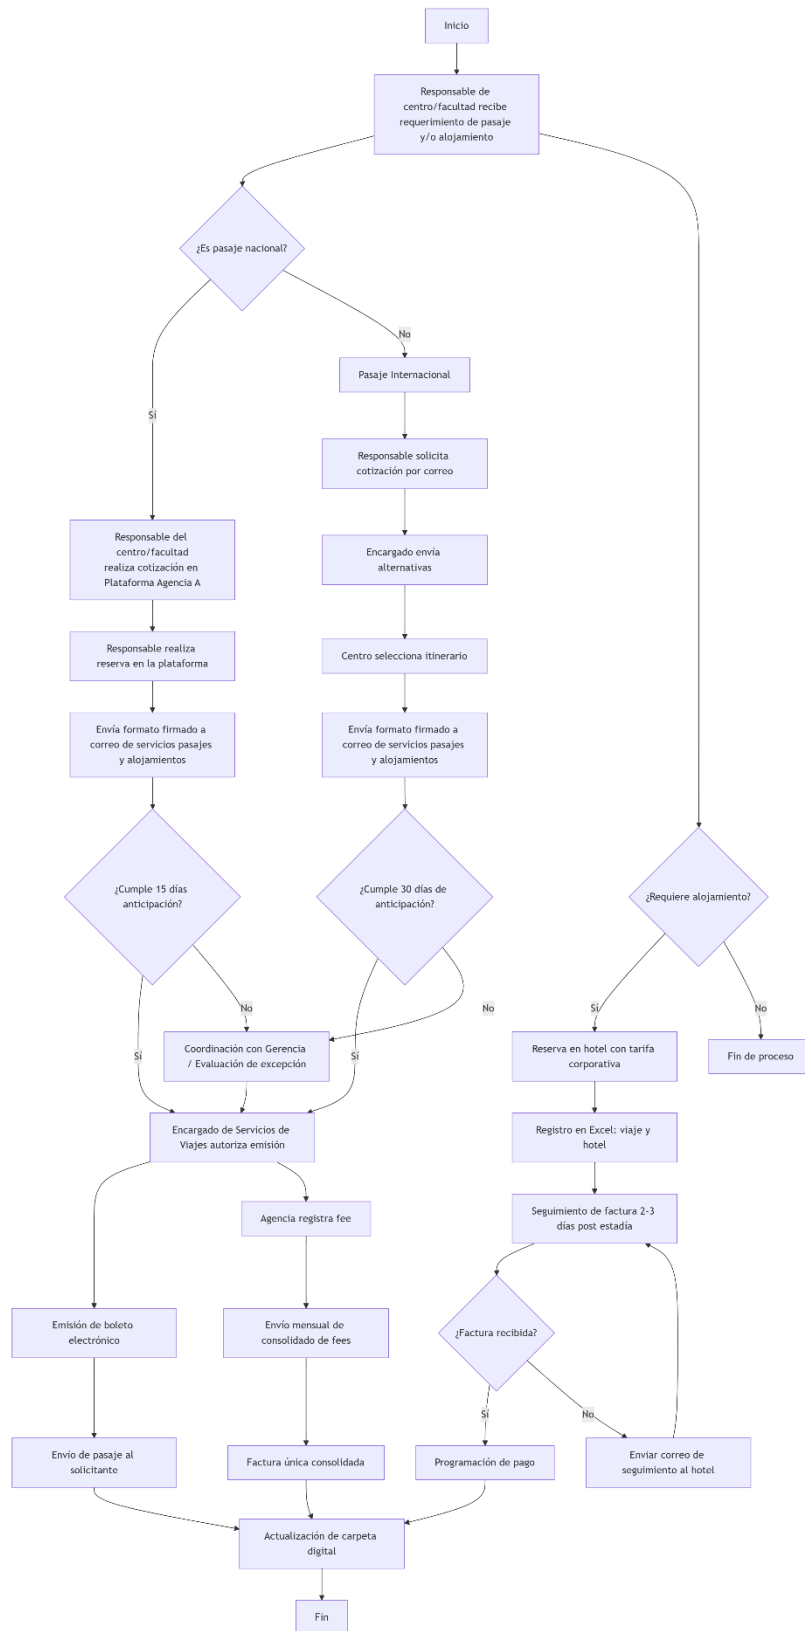 Inicio
Responsable de
centro/facultad recibe
requerimiento de pasaje
y/o alojamiento
¿Es pasaje nacional?
No
Pasaje Internacional
Sí
Responsable solicita
cotización por correo
Responsable del
centro/facultad
realiza cotización en
Plataforma Agencia A
Encargado envía
alternativas
Responsable realiza
reserva en la plataforma
Centro selecciona itinerario
Envía formato firmado a
correo de servicios pasajes
y alojamientos
Envía formato firmado a
correo de servicios pasajes
y alojamientos
¿Cumple 15 días
anticipación?
¿Cumple 30 días de
anticipación?
¿Requiere alojamiento?
No
No
Sí
No
Coordinación con Gerencia
/ Evaluación de excepción
Sí
Sí
Reserva en hotel con tarifa
corporativa
Fin de proceso
Encargado de Servicios de
Viajes autoriza emisión
Registro en Excel: viaje y
hotel
Agencia registra fee
Seguimiento de factura 2-3
días post estadía
Emisión de boleto
electrónico
Envío mensual de
consolidado de fees
¿Factura recibida?
Sí
No
Envío de pasaje al
solicitante
Factura única consolidada
Programación de pago
Enviar correo de
seguimiento al hotel
Actualización de carpeta
digital
Fin